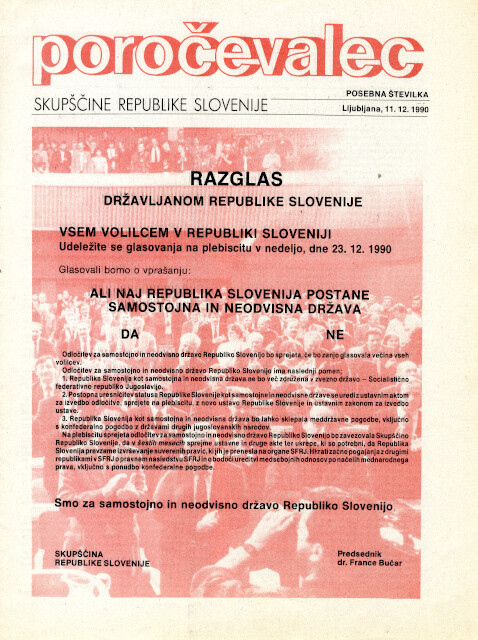 poročevalec
SKUPŠČINE REPUBLIKE SLOVENIJE
POSEBNA ŠTEVILKA
Ljubljana, 11. 12. 1990
RAZGLAS
DRŽAVLJANOM REPUBLIKE SLOVENIJE
VSEM VOLILCEM V REPUBLIKI SLOVENIJI
Udeležite se glasovanja na plebiscitu v nedeljo, dne 23. 12. 1990
Glasovali bomo o vprašanju:
ALI NAJ REPUBLIKA SLOVENIJA POSTANE
SAMOSTOJNA IN NEODVISNA DRŽAVA
DA NE
Odločitev za samostojno in neodvisno državo Republiko Slovenijo bo sprejeta, če bo zanjo glasovala večina vseh
volilcev.
Odločitev za samostojno in neodvisno državo Republiko Slovenijo ima naslednji pomen:
1. Republika Slovenija kot samostojna in neodvisna država ne bo več združena v zvezno državo – Socialistično
federativno republiko Jugoslavijo.
2. Postopna uresničitev statusa Republike Slovenije kot samostojne in neodvisne države se uredi z ustavnim aktom
za izvedbo odločitve, sprejete na plebiscitu, z novo ustavo Republike Slovenije in ustavnim zakonom za izvedbo
ustave.
3. Republika Slovenija kot samostojna in neodvisna država bo lahko sklepala meddržavne pogodbe, vključno
s konfederalno pogodbo z državami drugih jugoslovanskih narodov.
Na plebiscitu sprejeta odločitev za samostojno in neodvisno državo Republiko Slovenijo bo zavezovala Skupščino
Republike Slovenije, da v šestih mesecih sprejme ustavne in druge akte ter ukrepe, ki so potrebni, da Republika
Slovenija prevzame izvrševanje suverenih pravic, ki jih je prenesla na organe SFRJ. Hkrati začne pogajanja z drugimi
republikami v SFRJ o pravnem nasledstvu SFRJ in o bodoči ureditvi medsebojnih odnosov po načelih mednarodnega
prava, vključno s ponudbo konfederalne pogodbe.
Smo za samostojno in neodvisno državo Republiko Slovenijo.
SKUPŠČINA
REPUBLIKE SLOVENIJE
Predsednik
dr. France Bučar